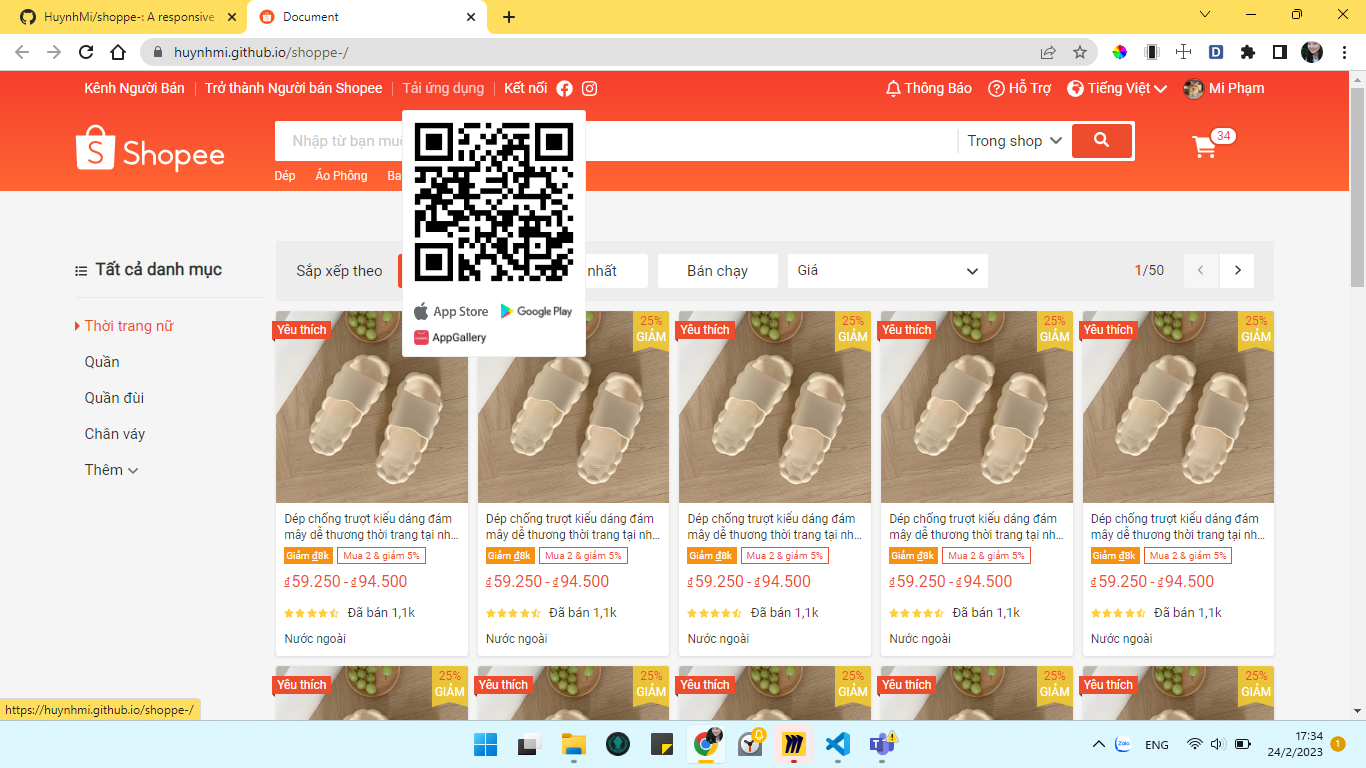 HuynhMi/shoppe-: A responsive
Document
huynhmi.github.io/shoppe-/
Kênh Người Bán
Trở thành Người bán Shopee
Tải ứng dụng
Kết nối
Thông Báo
Hỗ Trợ
Tiếng Việt
Mi Phạm
Shopee
Nhập từ bạn mu
Trong shop
34
Dép
Áo Phông
Ba
App Store
Google Play
AppGallery
Tất cả danh mục
Thời trang nữ
Quần
Quần đùi
Chân váy
Thêm
Sắp xếp theo
nhất
Bán chạy
Giá
1/50
Yêu thích
25%
GIẢM
Yêu thích
25%
GIẢM
Yêu thích
25%
GIẢM
Yêu thích
25%
GIẢM
Dép chống trượt kiểu dáng đám
mây dễ thương thời trang tại nh...
Giảm ₫8k
Mua 2 & giảm 5%
₫59.250 - ₫94.500
Đã bán 1,1k
Nước ngoài
Dép chống trượt kiểu dáng đám
mây dễ thương thời trang tại nh...
Giảm ₫8k
Mua 2 & giảm 5%
₫59.250 - ₫94.500
Đã bán 1,1k
Nước ngoài
Dép chống trượt kiểu dáng đám
mây dễ thương thời trang tại nh...
Giảm ₫8k
Mua 2 & giảm 5%
₫59.250 - ₫94.500
Đã bán 1,1k
Nước ngoài
Dép chống trượt kiểu dáng đám
mây dễ thương thời trang tại nh...
Giảm ₫8k
Mua 2 & giảm 5%
₫59.250 - ₫94.500
Đã bán 1,1k
Nước ngoài
Dép chống trượt kiểu dáng đám
mây dễ thương thời trang tại nh...
Giảm ₫8k
Mua 2 & giảm 5%
₫59.250 - ₫94.500
Đã bán 1,1k
Nước ngoài
Yêu thích
25%
GIẢM
Yêu thích
25%
GIẢM
Yêu thích
25%
GIẢM
Yêu thích
25%
GIẢM
Yêu thích
25%
GIẢM
https://huynhmi.github.io/shoppe-/
Zalo
ENG
17:34
24/2/2023
1